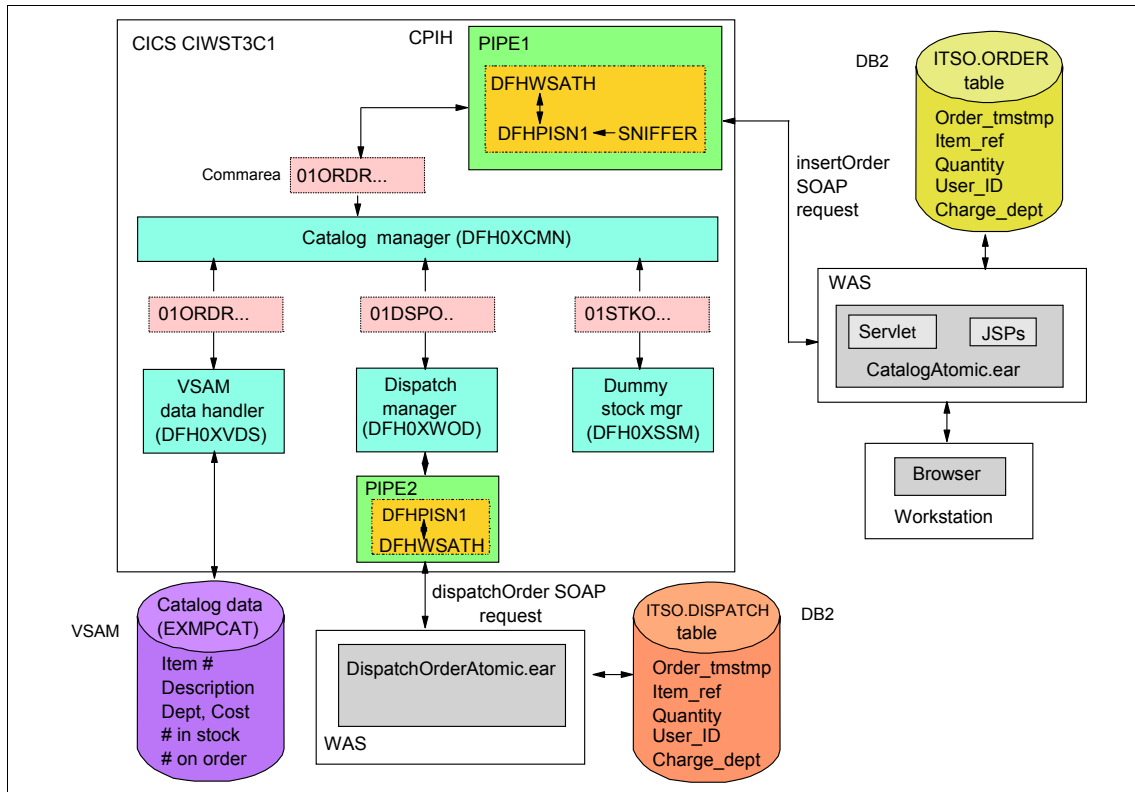 CICS CIWST3C1
CPIH
PIPE1
DFHWSATH
DFHPISN1
SNIFFER
Commarea
01ORDR...
Catalog manager (DFH0XCMN)
01ORDR...
01DSPO..
01STKO...
VSAM
data handler
(DFH0XVDS)
Dispatch
manager
(DFH0XWOD)
Dummy
stock mgr
(DFH0XSSM)
PIPE2
DFHPISN1
DFHWSATH
insertOrder
SOAP
request
DB2
ITSO.ORDER
table
Order_tmstmp
Item_ref
Quantity
User_ID
Charge_dept
WAS
Servlet
JSPs
CatalogAtomic.ear
Browser
Workstation
VSAM
Catalog data
(EXMPCAT)
Item #
Description
Dept, Cost
# in stock
# on order
dispatchOrder SOAP
request
DispatchOrderAtomic.ear
WAS
ITSO.DISPATCH
table
DB2
Order_tmstmp
Item_ref
Quantity
User_ID
Charge_dept